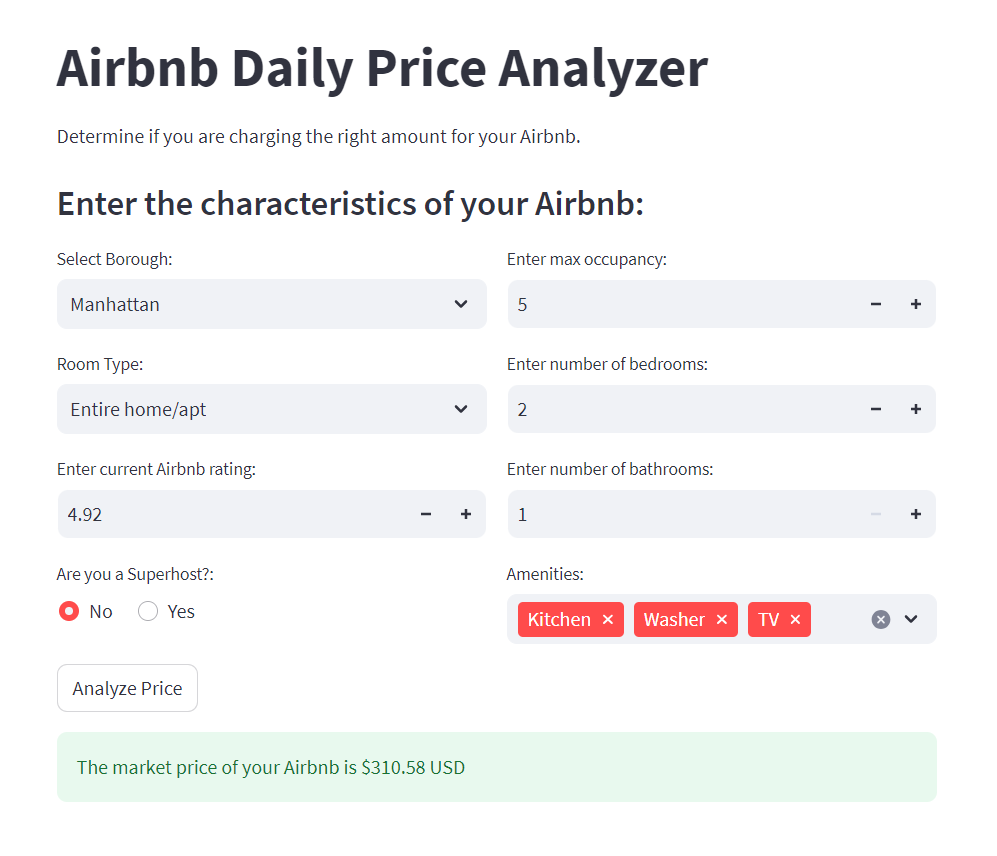 Airbnb Daily Price Analyzer
Determine if you are charging the right amount for your Airbnb.
Enter the characteristics of your Airbnb:
Select Borough:
Manhattan
Enter max occupancy:
5
Room Type:
Entire home/apt
Enter number of bedrooms:
2
Enter current Airbnb rating:
4.92
Enter number of bathrooms:
1
Are you a Superhost?:
No Yes
Amenities:
Kitchen Washer TV
Analyze Price
The market price of your Airbnb is $310.58 USD